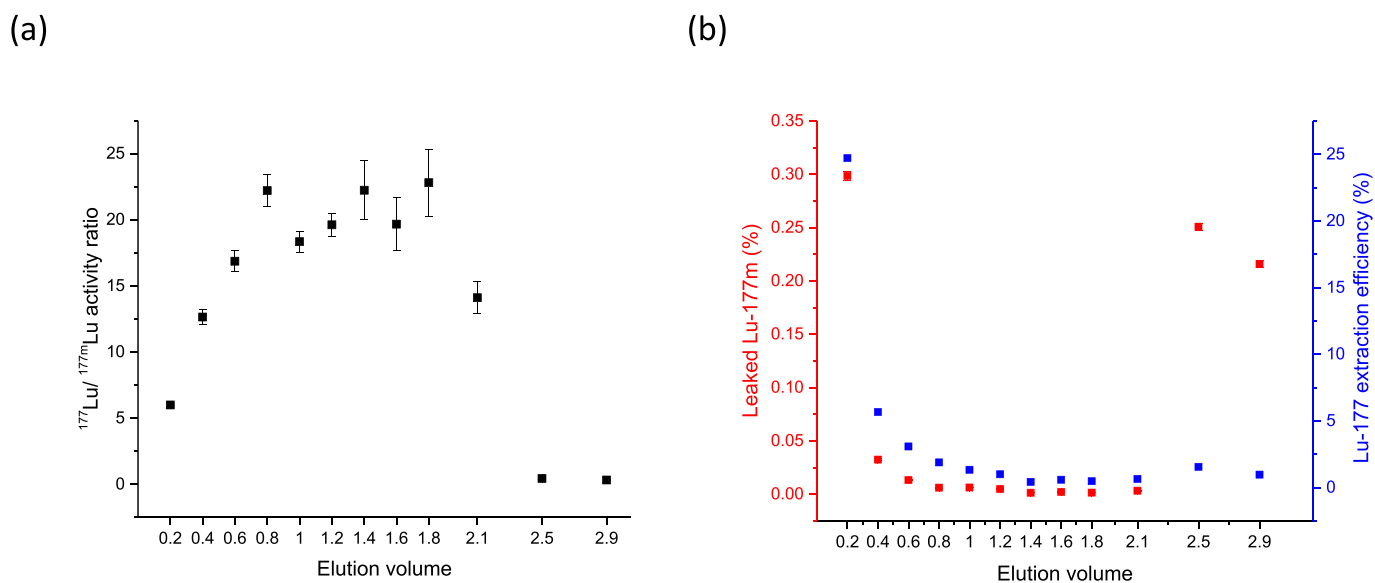 (a)
(b)
25
20
15
10
5
0
177Lu/ 177mLu activity ratio
0.2 0.4 0.6 0.8 1 1.2 1.4 1.6 1.8 2.1 2.5 2.9
Elution volume
0.35
0.30
0.25
0.20
0.15
0.10
0.05
0.00
Leaked Lu-177m (%)
25
20
15
10
5
0
Lu-177 extraction efficiency (%)
0.2 0.4 0.6 0.8 1 1.2 1.4 1.6 1.8 2.1 2.5 2.9
Elution volume